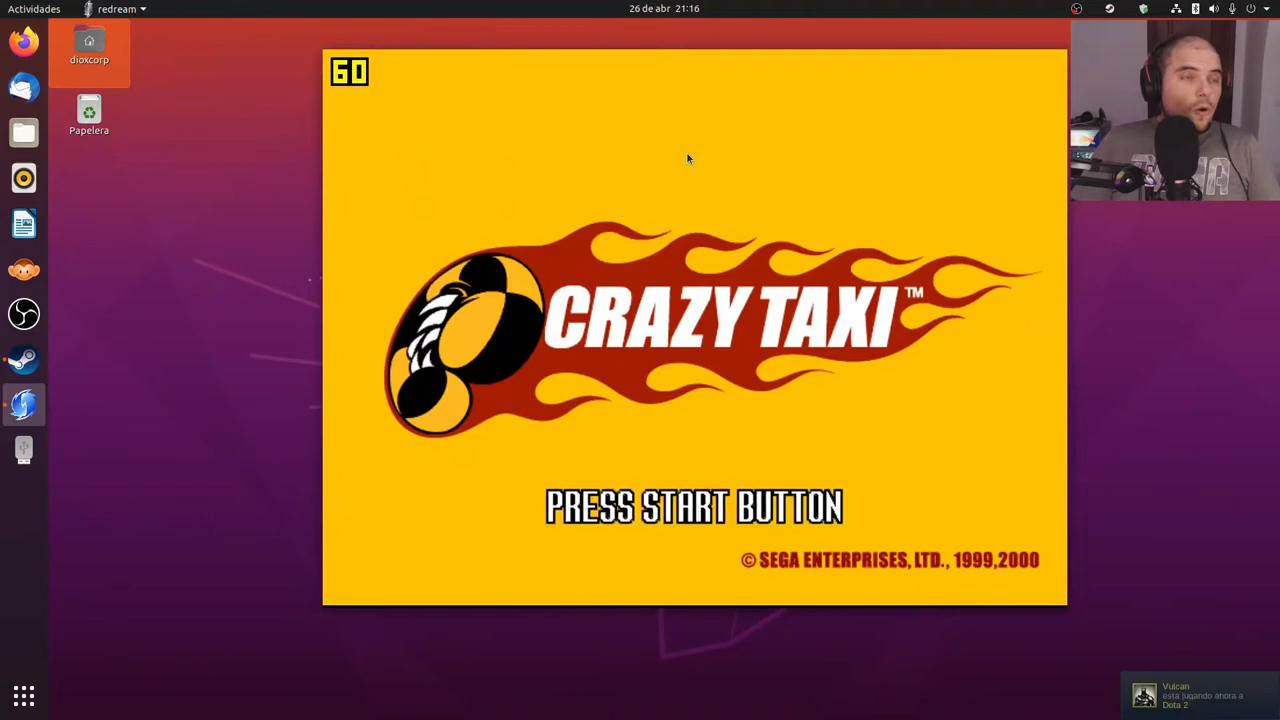 Actividades
redream
26 de abr 21:16
dioxcorp
Papelera
60
CRAZY TAXI™
PRESS START BUTTON
© SEGA ENTERPRISES, LTD., 1999,2000
Vulcan
está jugando ahora a
Dota 2